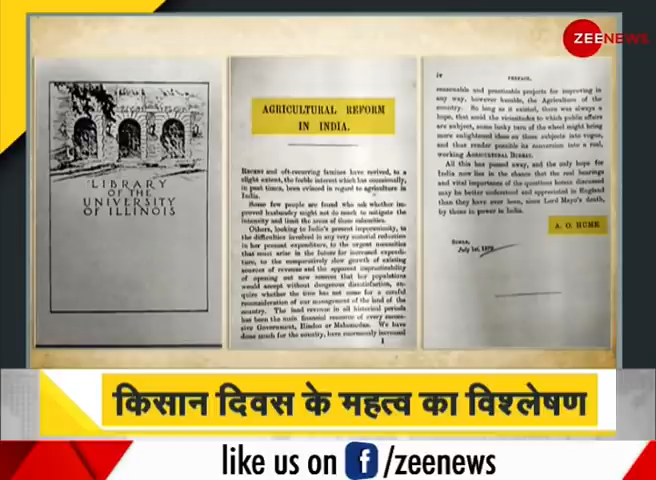 ZEE NEWS
LIBRARY
OF THE
UNIVERSITY
OF ILLINOIS
AGRICULTURAL REFORM
IN INDIA.
Recent and oft-recurring famines have revived, to a
slight extent, the feeble interest which has occasionally,
in past times, been evinced in regard to agriculture in
India.
Some few people are found who ask whether im-
proved husbandry might not do much to mitigate the
intensity and limit the areas of these calamities.
Others, looking to India's present impecuniosity, to
the difficulties involved in any very material reduction
in her present expenditure, to the urgent necessities
that must arise in the future for increased expendi-
ture, to the comparatively slow growth of existing
sources of revenue and the apparent improbability
of opening out new sources that her populations
would accept without dangerous dissatisfaction, en-
quire whether the time has not come for a careful
reconsideration of our management of the land of the
country. The land revenue in all historical periods
has been the main financial resource of every succes-
sive Government, Hindoo or Mahomedan. We have
done much for the country, have enormously increased
1
iv PREFACE.
reasonable and practicable projects for improving in
any way, however humble, the Agriculture of the
country. So long as it existed, there was always a
hope, that amid the vicissitudes to which public affairs
are subject, some lucky turn of the wheel might bring
more enlightened ideas on these subjects into vogue,
and thus render possible its conversion into a real,
working Agricultural Bureau.
All this has passed away, and the only hope for
India now lies in the chance that the real bearings
and vital importance of the questions herein discussed
may be better understood and appreciated in England
than they have ever been, since Lord Mayo's death,
by those in power in India.
A. O. HUME
Simla,
July 1st, 1879
किसान दिवस के महत्व का विश्लेषण
like us on f/zeenews